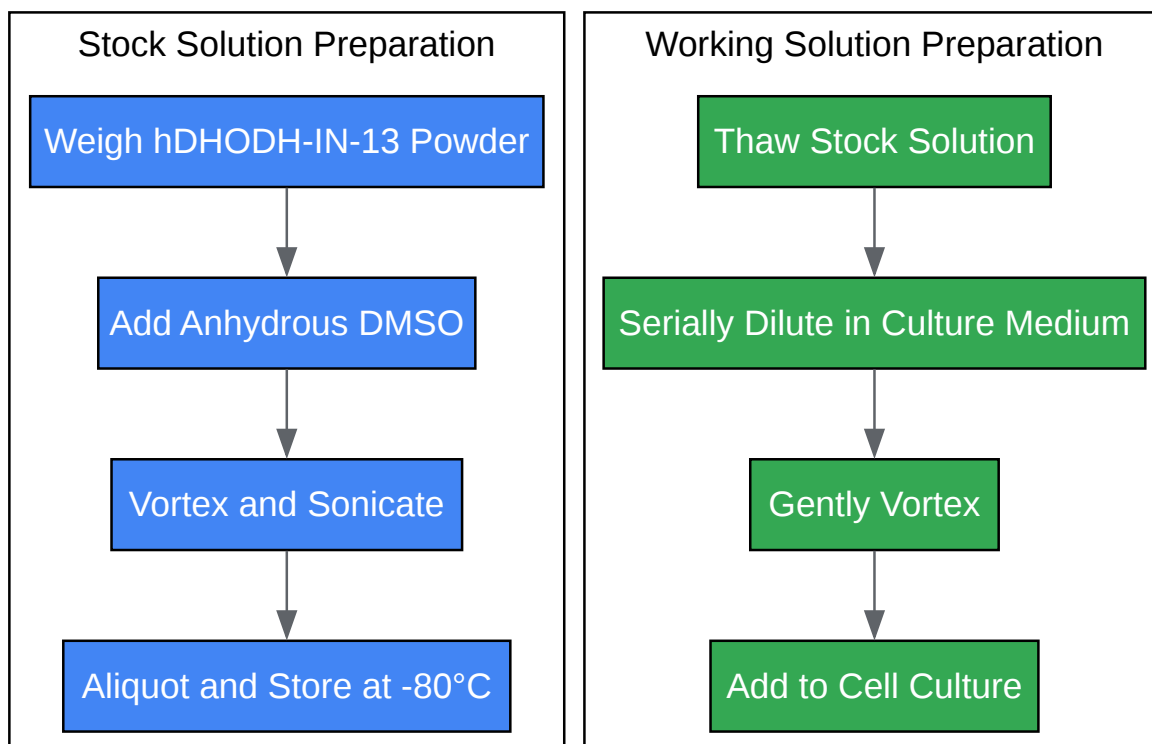 Stock Solution Preparation
Weigh hDHODH-IN-13 Powder
Add Anhydrous DMSO
Vortex and Sonicate
Aliquot and Store at -80°C
Working Solution Preparation
Thaw Stock Solution
Serially Dilute in Culture Medium
Gently Vortex
Add to Cell Culture